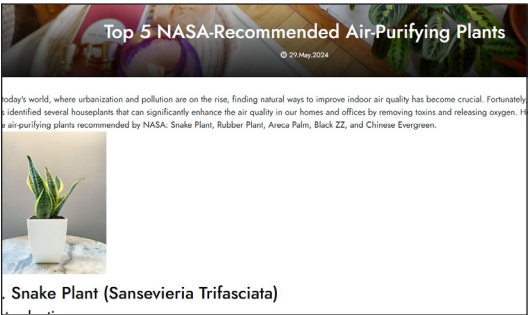 Top 5 NASA-Recommended Air-Purifying Plants
29.May.2024
today's world, where urbanization and pollution are on the rise, finding natural ways to improve indoor air quality has become crucial. Fortunately
s identified several houseplants that can significantly enhance the air quality in our homes and offices by removing toxins and releasing oxygen. H
e air-purifying plants recommended by NASA: Snake Plant, Rubber Plant, Areca Palm, Black ZZ, and Chinese Evergreen.
. Snake Plant (Sansevieria Trifasciata)